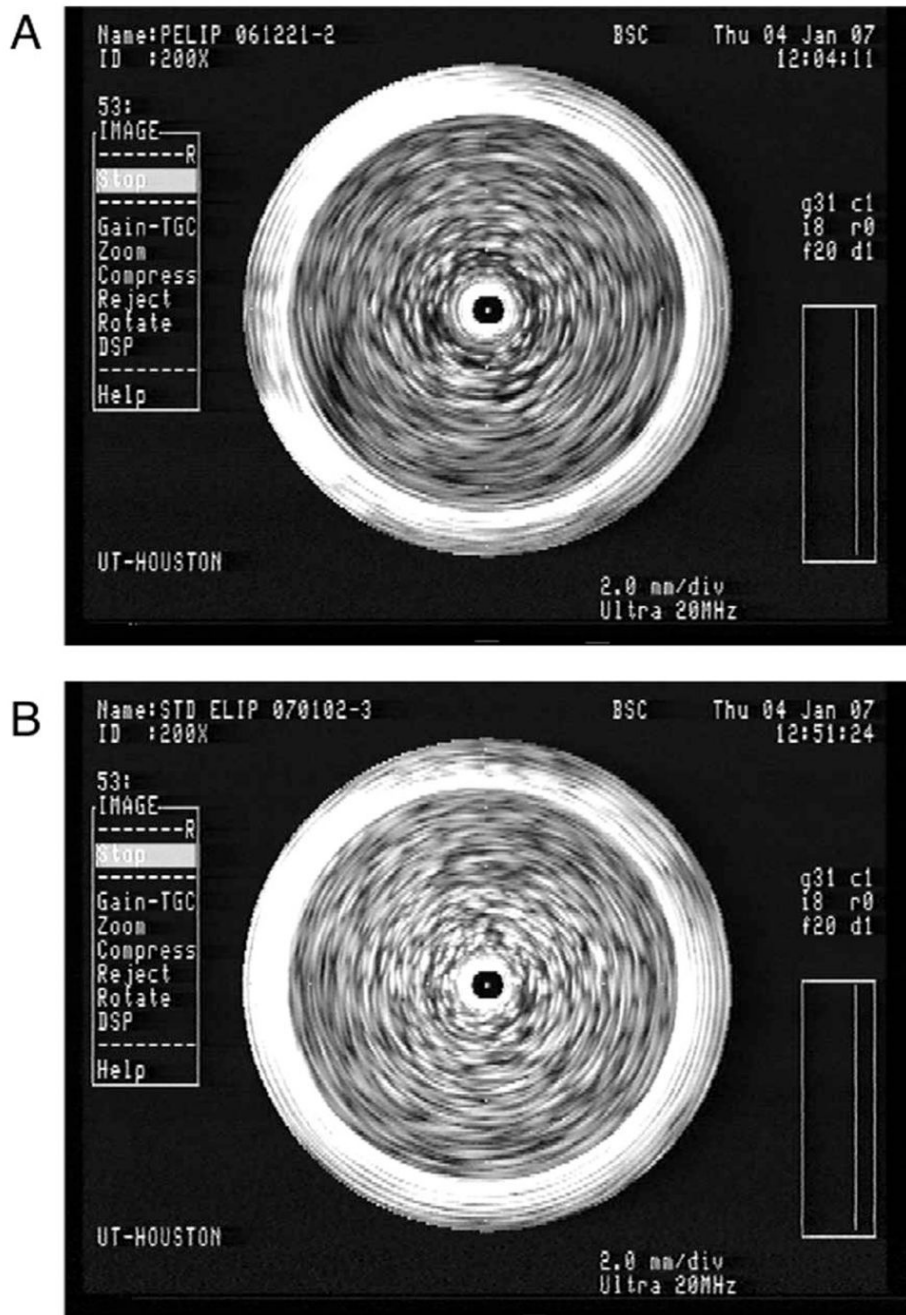 A
Name:PELIP 061221-2 BSC Thu 04 Jan 07
ID :200X 12:04:11
53:
IMAGE
-------R
Stop
Gain-TGC
Zoom
Compress
Reject
Rotate
DSP
Help
g31 c1
i8 r0
f20 d1
UT-HOUSTON
2.0 mm/div
Ultra 20MHz
B
Name:STD ELIP 070102-3 BSC Thu 04 Jan 07
ID :200X 12:51:24
53:
IMAGE
-------R
Stop
Gain-TGC
Zoom
Compress
Reject
Rotate
DSP
Help
g31 c1
i8 r0
f20 d1
UT-HOUSTON
2.0 mm/div
Ultra 20MHz